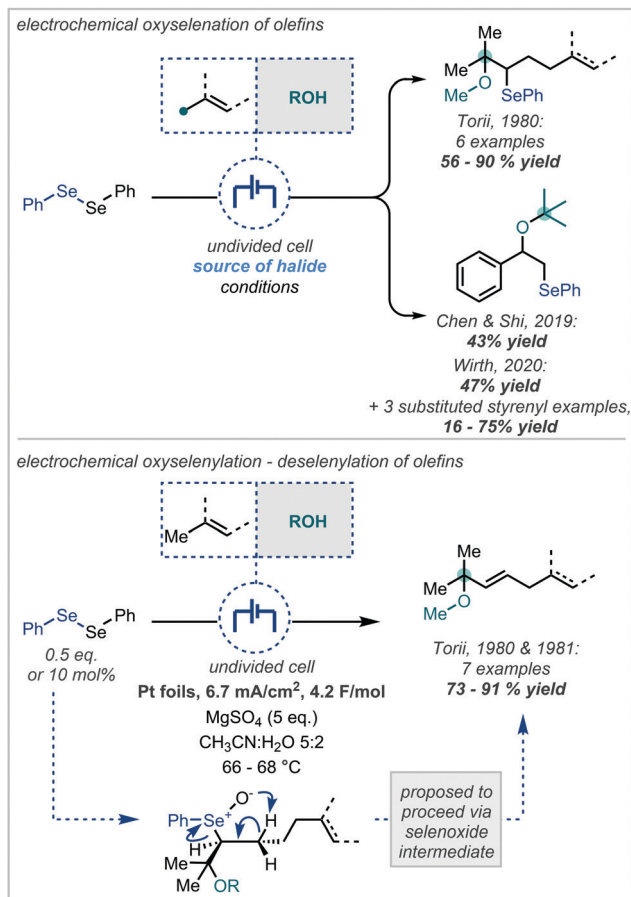 electrochemical oxyselenation of olefins
ROH
Ph
Se
Se
Ph
undivided cell
source of halide
conditions
Me
Me
O
Me
SePh
Torii, 1980:
6 examples
56 - 90 % yield
O
SePh
Chen & Shi, 2019:
43% yield
Wirth, 2020:
47% yield
+ 3 substituted styrenyl examples,
16 - 75% yield
electrochemical oxyselenylation - deselenylation of olefins
Me
ROH
Ph
Se
Se
Ph
0.5 eq.
or 10 mol%
undivided cell
Pt foils, 6.7 mA/cm², 4.2 F/mol
MgSO₄ (5 eq.)
CH₃CN:H₂O 5:2
66 - 68 °C
Me
Me
O
Me
Torii, 1980 & 1981:
7 examples
73 - 91 % yield
O⁻
PhSe⁺
H
H
H
Me
Me
OR
proposed to
proceed via
selenoxide
intermediate